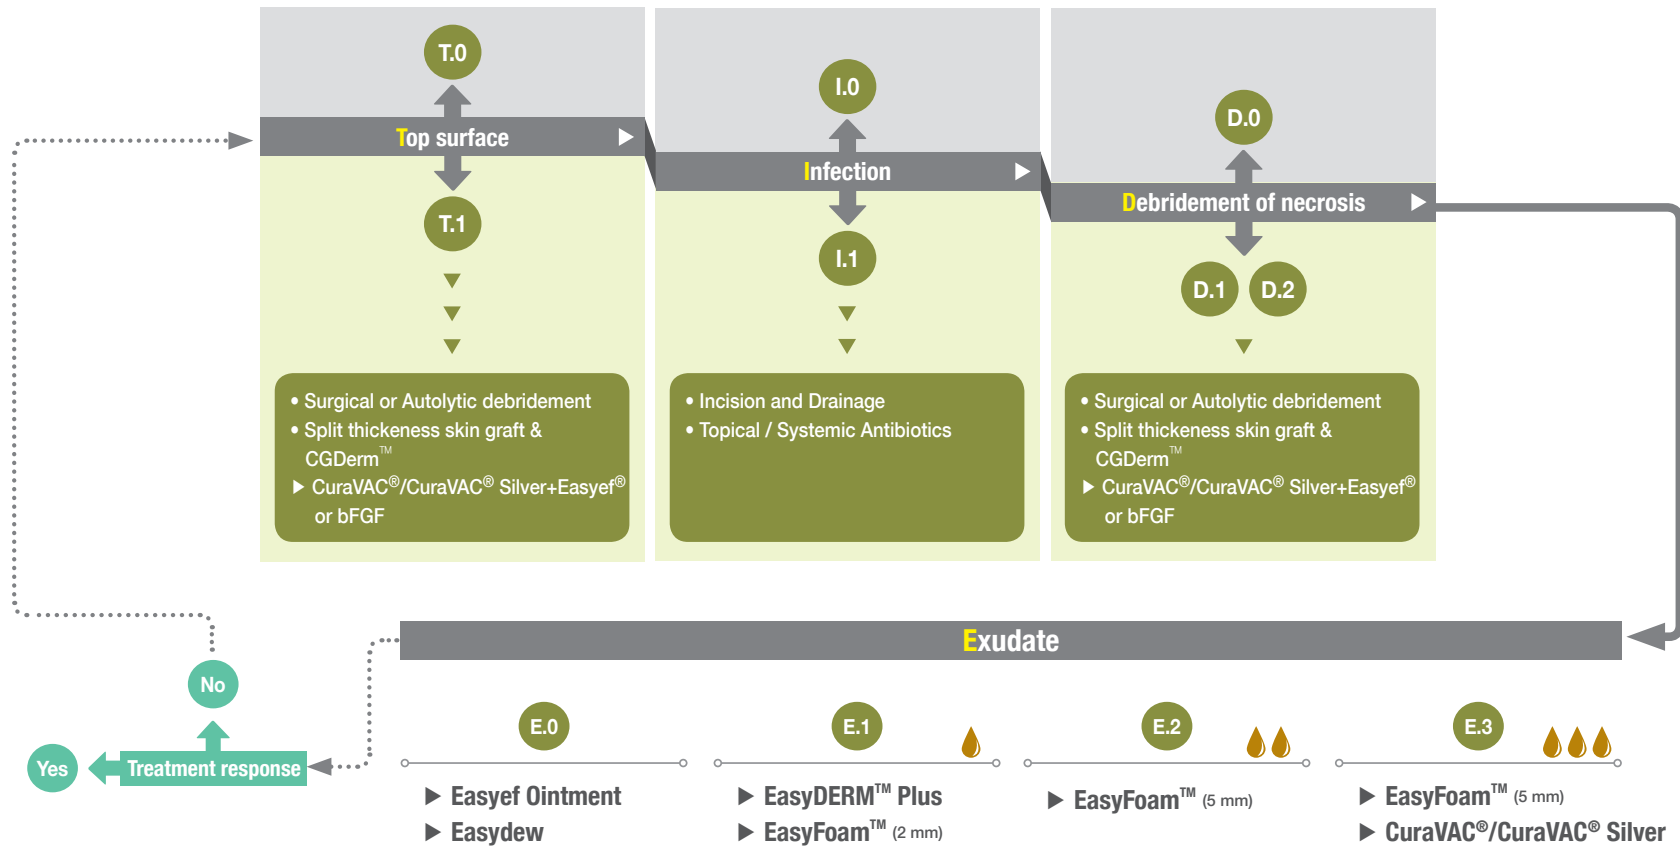 T.0
Top surface
T.1
• Surgical or Autolytic debridement
• Split thickeness skin graft &
CGDerm™
▶ CuraVAC®/CuraVAC® Silver+Easyef®
or bFGF
I.0
Infection
I.1
• Incision and Drainage
• Topical / Systemic Antibiotics
D.0
Debridement of necrosis
D.1 D.2
• Surgical or Autolytic debridement
• Split thickeness skin graft &
CGDerm™
▶ CuraVAC®/CuraVAC® Silver+Easyef®
or bFGF
Exudate
E.0
▶ Easyef Ointment
▶ Easydew
E.1
▶ EasyDERM™ Plus
▶ EasyFoam™ (2 mm)
E.2
▶ EasyFoam™ (5 mm)
E.3
▶ EasyFoam™ (5 mm)
▶ CuraVAC®/CuraVAC® Silver
Treatment response
No
Yes